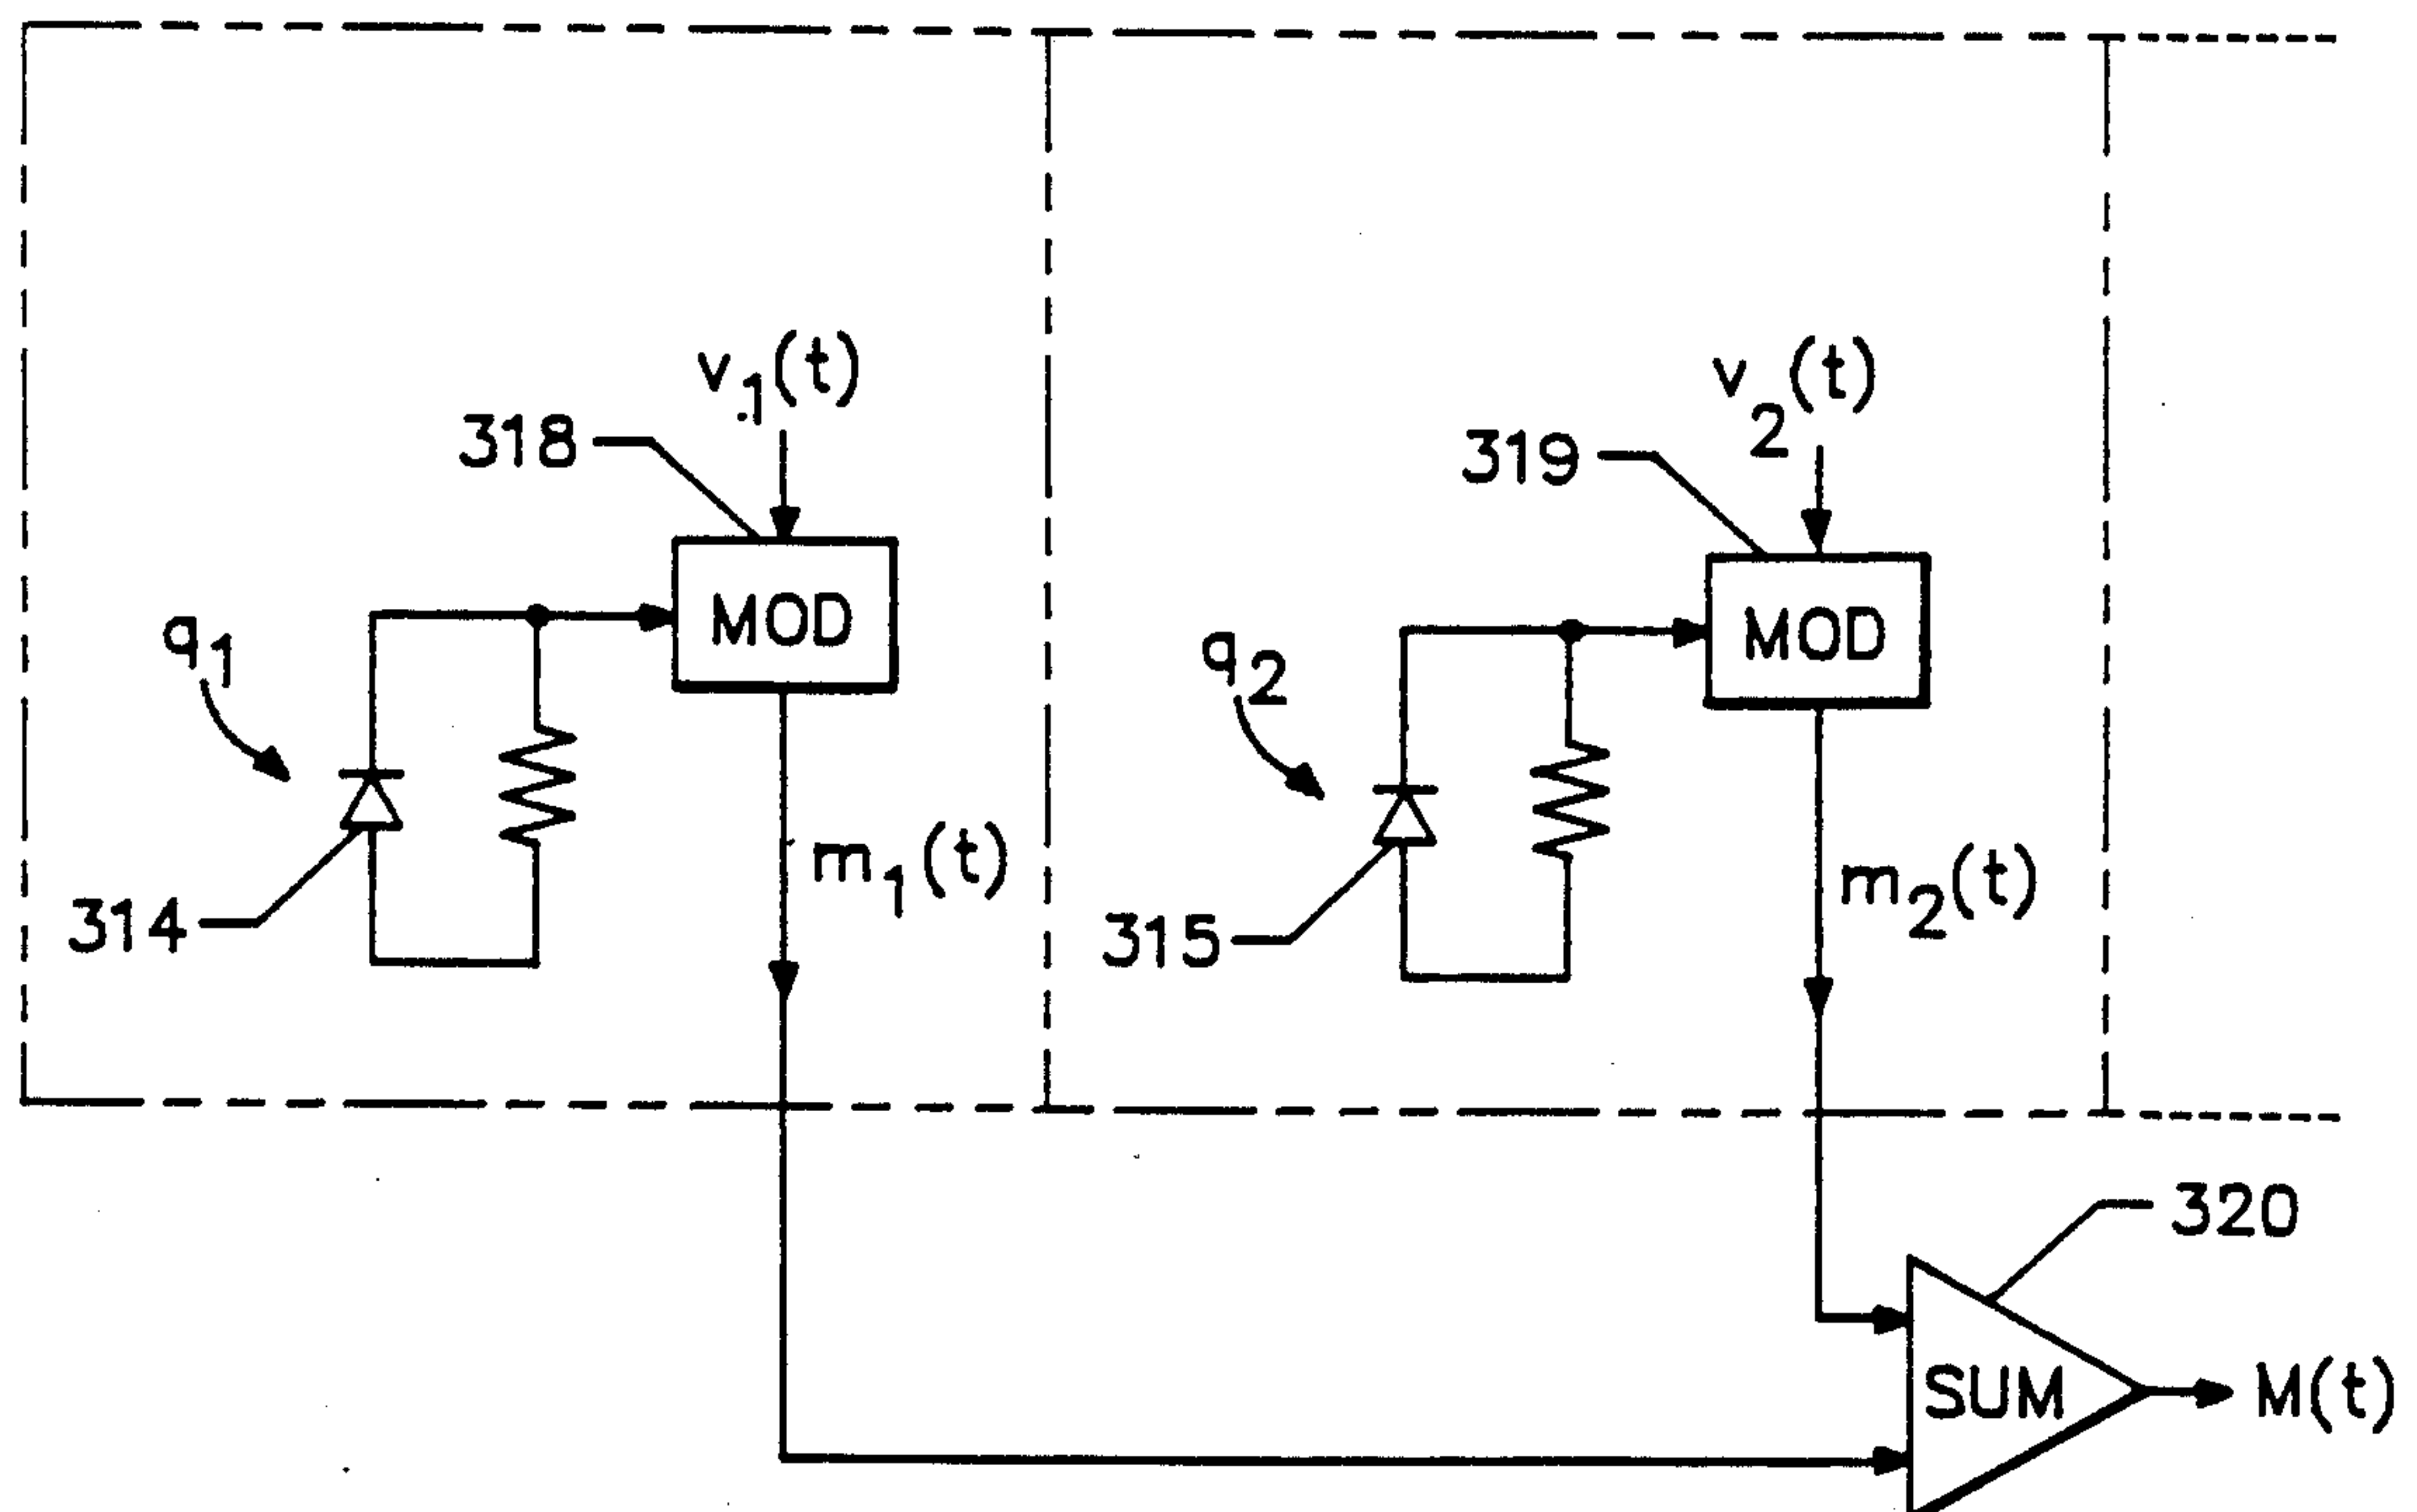 v1(t)
318
MOD
q1
314
m1(t)
v2(t)
319
MOD
q2
315
m2(t)
320
SUM
M(t)